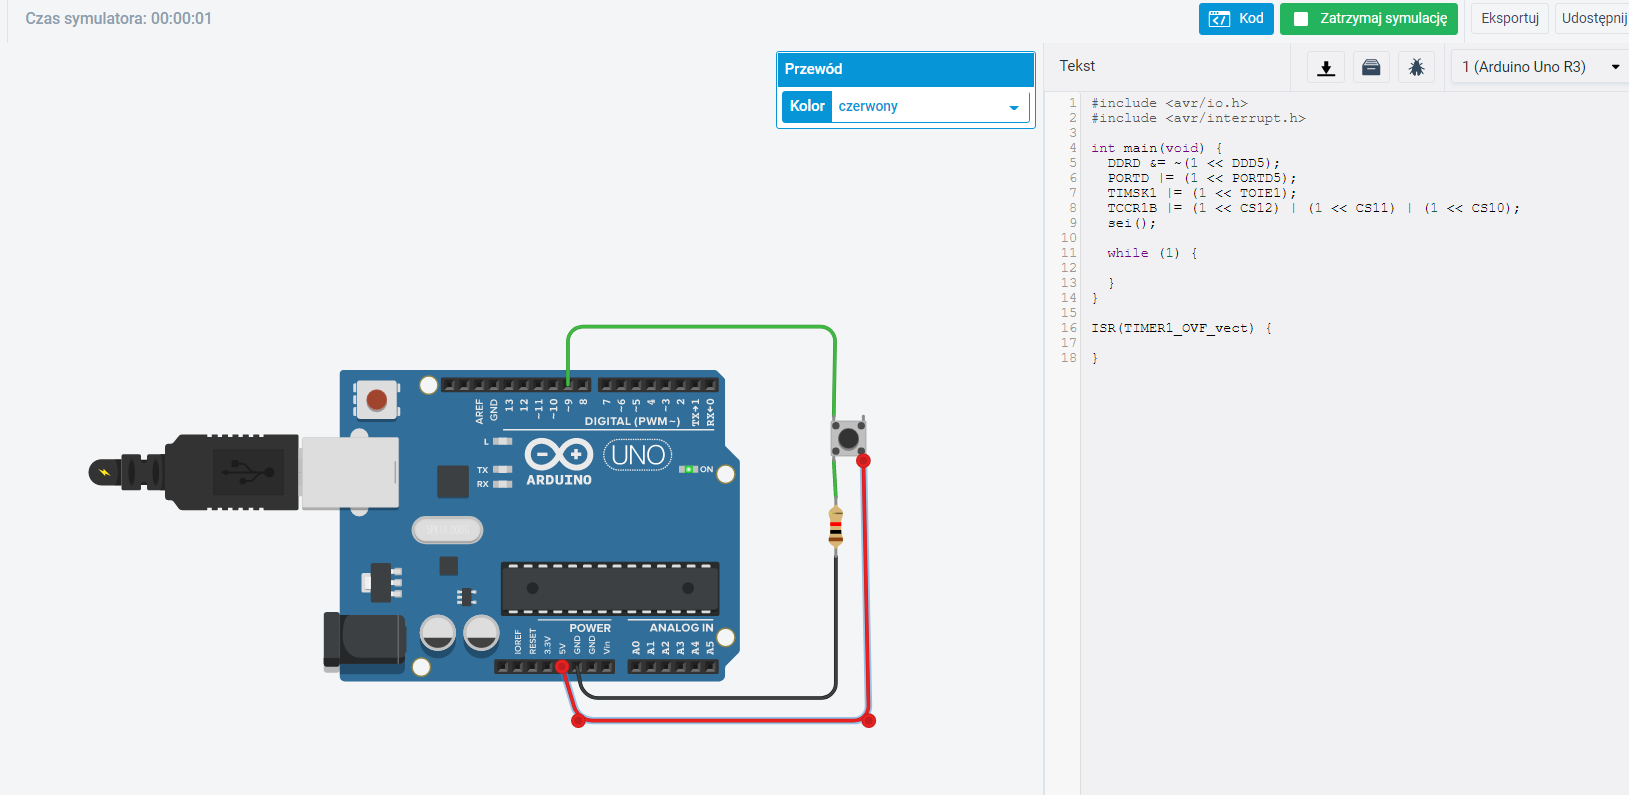 Czas symulatora: 00:00:01
Kod
Zatrzymaj symulację
Eksportuj
Udostępnij
Przewód
Kolor czerwony
Tekst
1 (Arduino Uno R3)
1 #include <avr/io.h>
2 #include <avr/interrupt.h>
3
4 int main(void) {
5 DDRD &= ~(1 << DDD5);
6 PORTD |= (1 << PORTD5);
7 TIMSK1 |= (1 << TOIE1);
8 TCCR1B |= (1 << CS12) | (1 << CS11) | (1 << CS10);
9 sei();
10
11 while (1) {
12
13 }
14 }
15
16 ISR(TIMER1_OVF_vect) {
17
18 }
AREF
GND
13
12
~11
~10
~9
8
7
~6
~5
4
~3
2
TX→1
RX←0
DIGITAL (PWM~)
L
TX
RX
UNO
ARDUINO
ON
POWER
ANALOG IN
IOREF
RESET
3.3V
5V
GND
GND
Vin
A0
A1
A2
A3
A4
A5